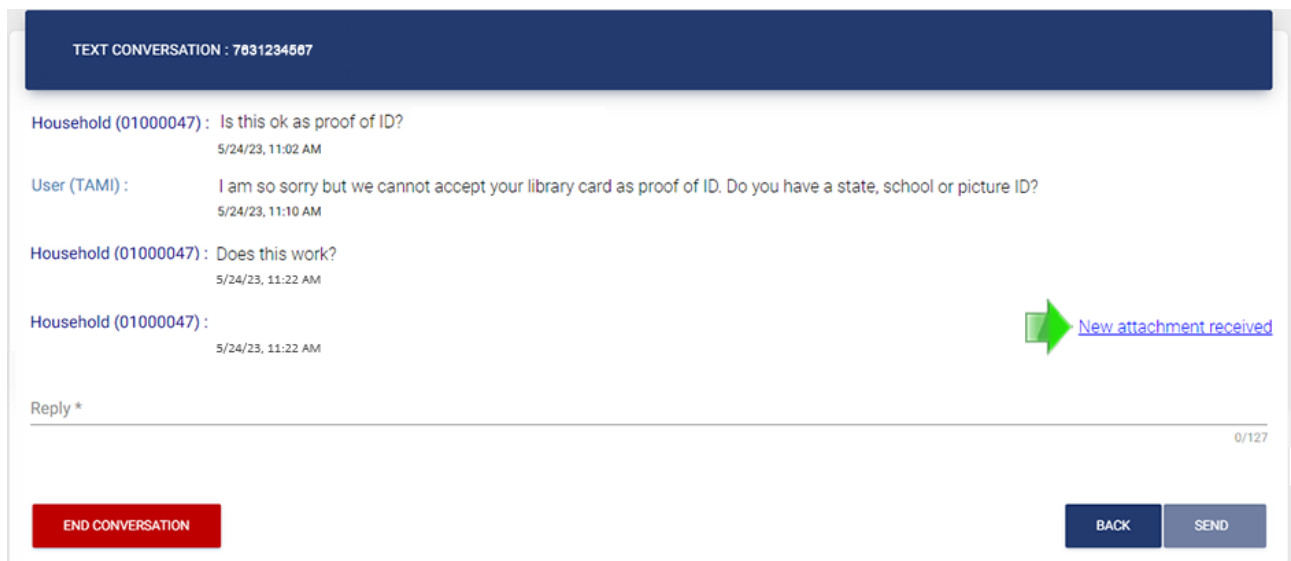 TEXT CONVERSATION : 7631234567
Household (01000047) : Is this ok as proof of ID?
5/24/23, 11:02 AM
User (TAMI) : I am so sorry but we cannot accept your library card as proof of ID. Do you have a state, school or picture ID?
5/24/23, 11:10 AM
Household (01000047) : Does this work?
5/24/23, 11:22 AM
Household (01000047) : New attachment received
5/24/23, 11:22 AM
Reply *
0/127
END CONVERSATION BACK SEND